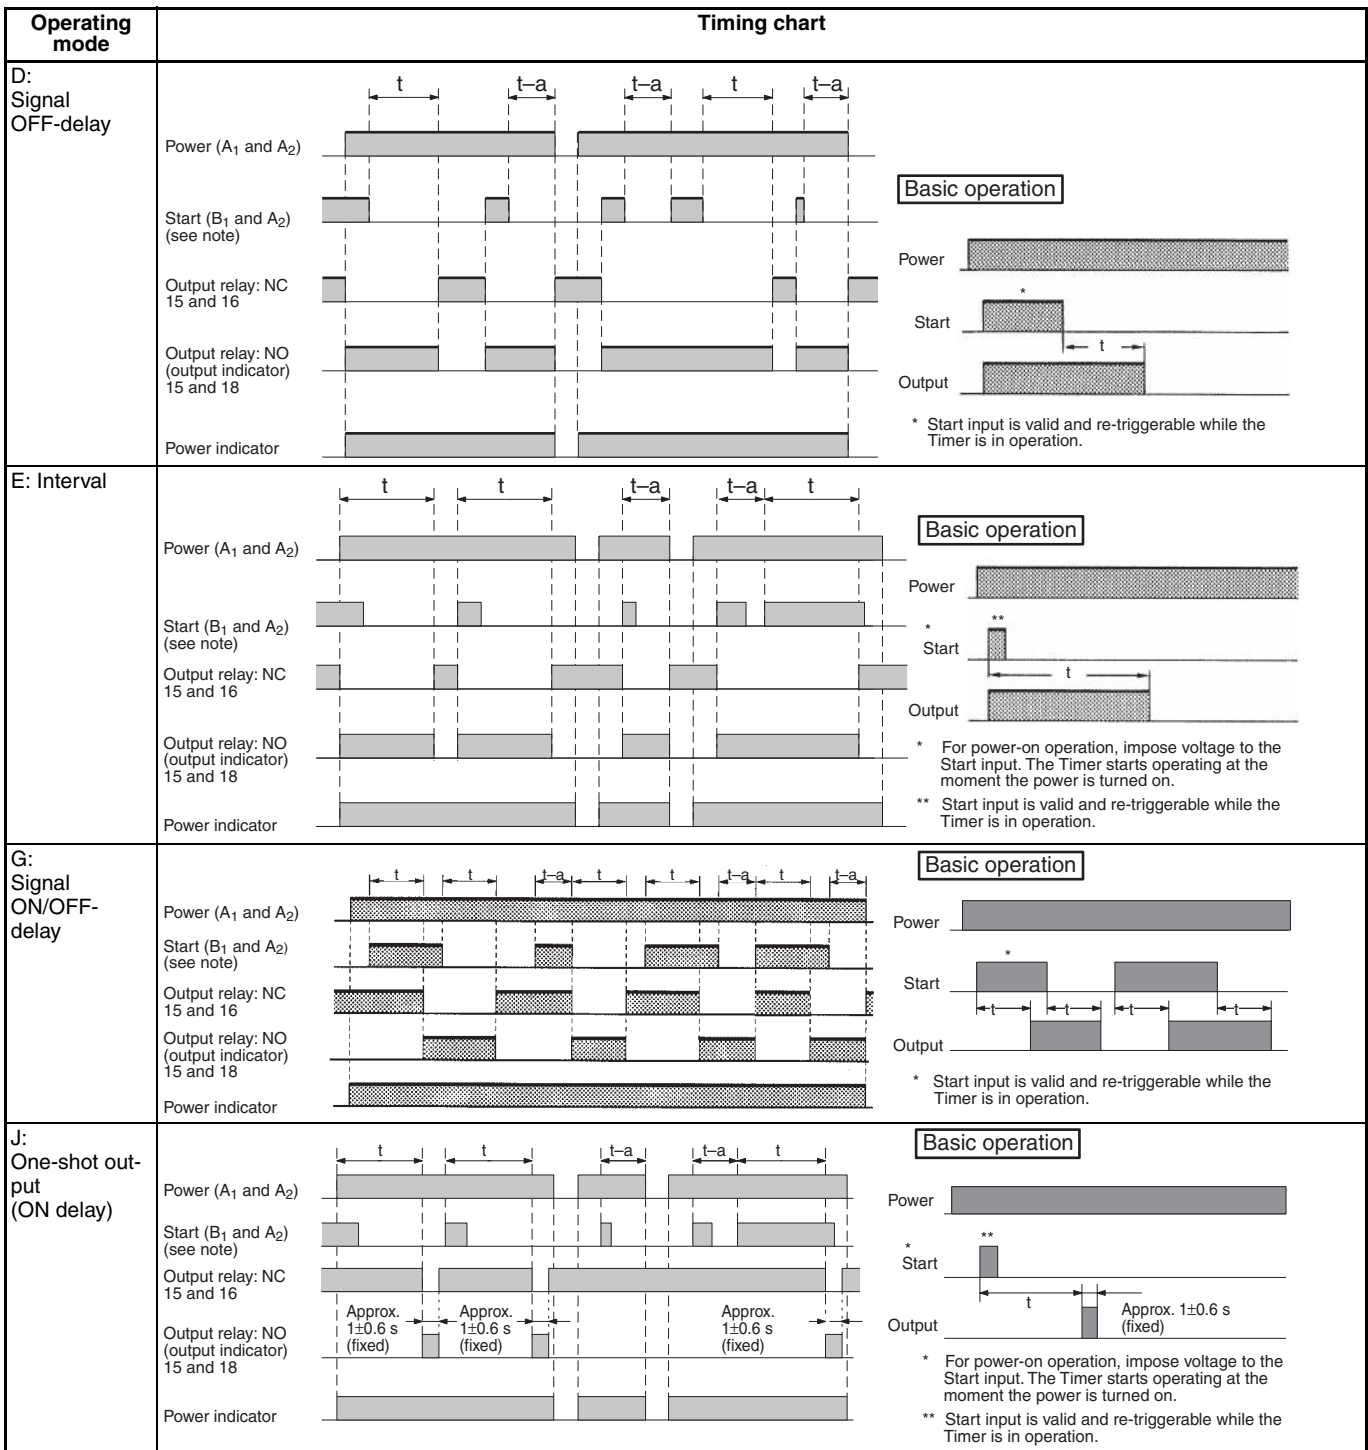 Operating
mode
Timing chart
D:
Signal
OFF-delay
t
t–a
t–a
t
t–a
Power (A1 and A2)
Start (B1 and A2)
(see note)
Output relay: NC
15 and 16
Output relay: NO
(output indicator)
15 and 18
Power indicator
Basic operation
Power
*
Start
t
Output
* Start input is valid and re-triggerable while the
Timer is in operation.
E: Interval
t
t
t–a
t–a
t
Power (A1 and A2)
Start (B1 and A2)
(see note)
Output relay: NC
15 and 16
Output relay: NO
(output indicator)
15 and 18
Power indicator
Basic operation
Power
**
*
Start
t
Output
* For power-on operation, impose voltage to the
Start input. The Timer starts operating at the
moment the power is turned on.
** Start input is valid and re-triggerable while the
Timer is in operation.
G:
Signal
ON/OFF-
delay
t
t
t–a
t
t
t–a
t
t–a
Power (A1 and A2)
Start (B1 and A2)
(see note)
Output relay: NC
15 and 16
Output relay: NO
(output indicator)
15 and 18
Power indicator
Basic operation
Power
*
Start
t
t
t
t
Output
* Start input is valid and re-triggerable while the
Timer is in operation.
J:
One-shot out-
put
(ON delay)
t
t
t–a
t–a
t
Power (A1 and A2)
Start (B1 and A2)
(see note)
Output relay: NC
15 and 16
Approx.
1±0.6 s
(fixed)
Approx.
1±0.6 s
(fixed)
Approx.
1±0.6 s
(fixed)
Output relay: NO
(output indicator)
15 and 18
Power indicator
Basic operation
Power
**
*
Start
t
Approx. 1±0.6 s
(fixed)
Output
* For power-on operation, impose voltage to the
Start input. The Timer starts operating at the
moment the power is turned on.
** Start input is valid and re-triggerable while the
Timer is in operation.